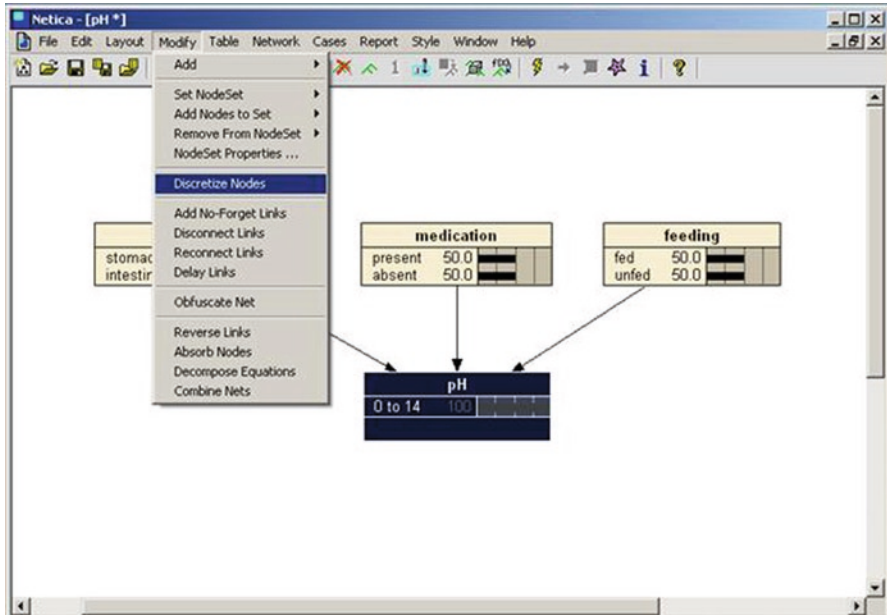 Netica - [pH *]
File Edit Layout Modify Table Network Cases Report Style Window Help
Add
Set NodeSet
Add Nodes to Set
Remove From NodeSet
NodeSet Properties ...
Discretize Nodes
Add No-Forget Links
Disconnect Links
Reconnect Links
Delay Links
Obfuscate Net
Reverse Links
Absorb Nodes
Decompose Equations
Combine Nets
1
stomac
intestin
medication
present 50.0
absent 50.0
feeding
fed 50.0
unfed 50.0
pH
0 to 14 100